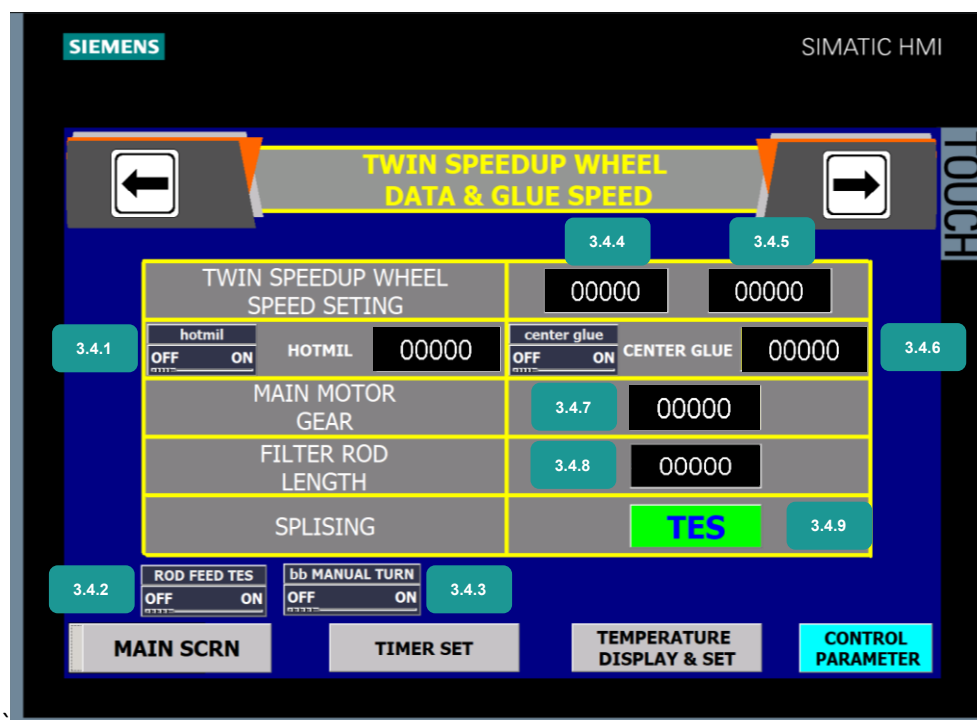 SIEMENS
SIMATIC HMI
TOUCH
TWIN SPEEDUP WHEEL
DATA & GLUE SPEED
3.4.4
3.4.5
TWIN SPEEDUP WHEEL
SPEED SETING
00000
00000
3.4.1
hotmil
OFF ON
HOTMIL
00000
center glue
OFF ON
CENTER GLUE
00000
3.4.6
MAIN MOTOR
GEAR
3.4.7
00000
FILTER ROD
LENGTH
3.4.8
00000
SPLISING
TES
3.4.9
3.4.2
ROD FEED TES
OFF ON
bb MANUAL TURN
OFF ON
3.4.3
MAIN SCRN
TIMER SET
TEMPERATURE
DISPLAY & SET
CONTROL
PARAMETER
`